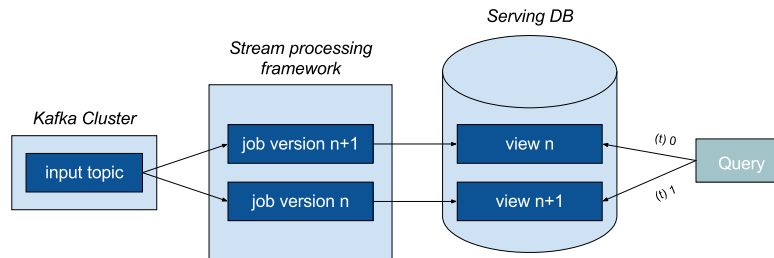 Serving DB
Stream processing
framework
Kafka Cluster
input topic
job version n+1
job version n
view n
view n+1
(t) 0
(t) 1
Query